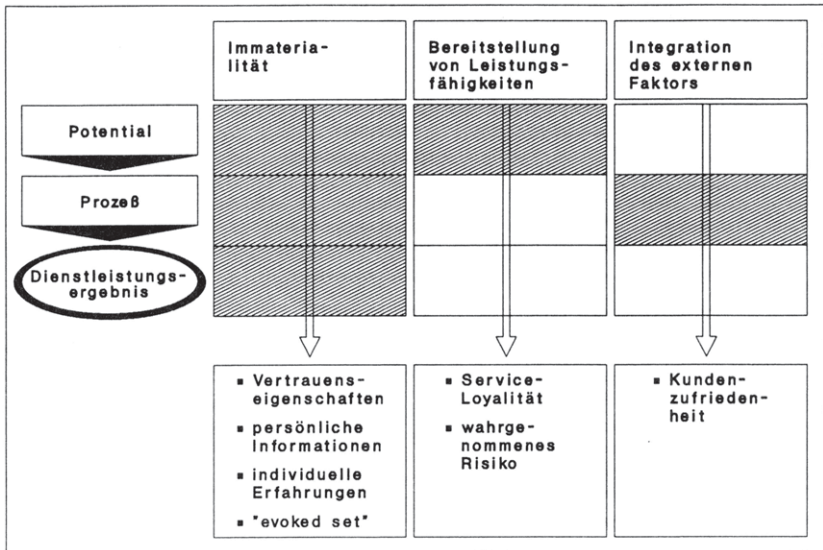 Immateria-
lität
Bereitstellung
von Leistungs-
fähigkeiten
Integration
des externen
Faktors
Potential
Prozeß
Dienstleistungs-
ergebnis
▪ Vertrauens-
eigenschaften
▪ persönliche
Informationen
▪ individuelle
Erfahrungen
▪ "evoked set"
▪ Service-
Loyalität
▪ wahrge-
nommenes
Risiko
▪ Kunden-
zufrieden-
heit